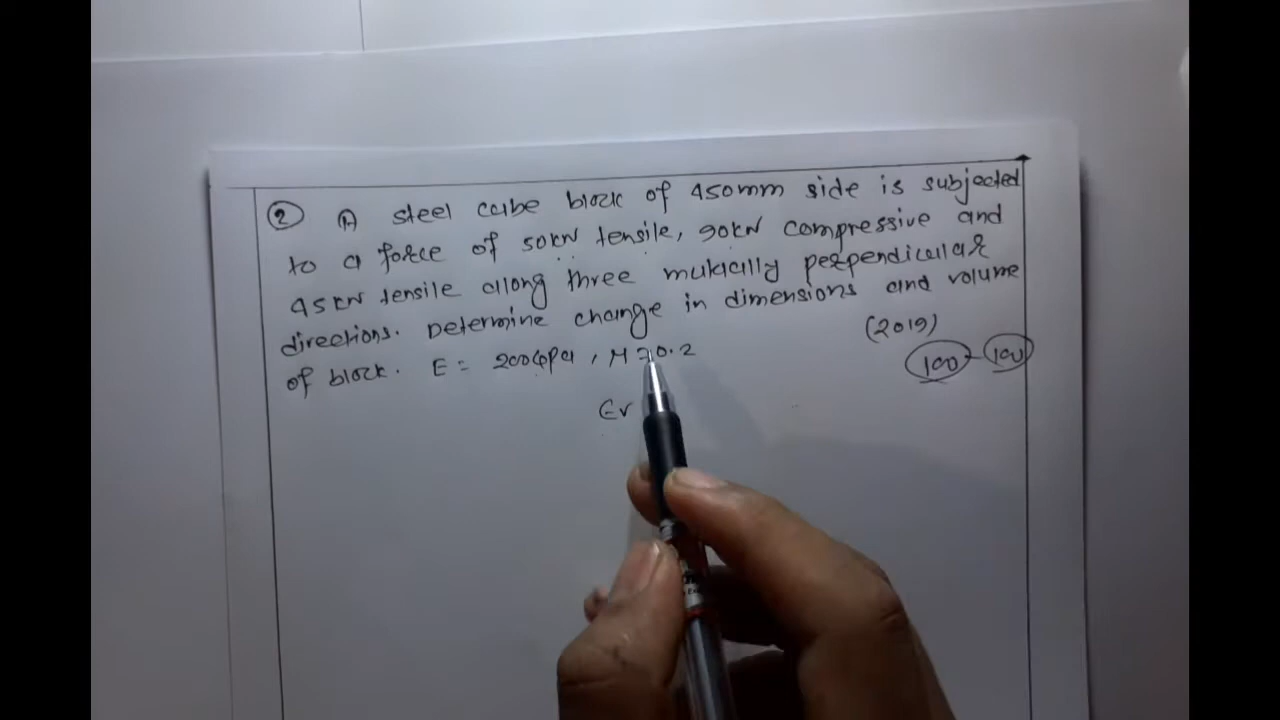 ② A steel cube block of 450mm side is subjected
to a force of 50kN tensile, 90kN compressive and
45kN tensile along three mutually perpendicular
directions. Determine change in dimensions and volume
of block. E = 200Gpa, μ = 0.2
(2019)
100 - 100
Ev